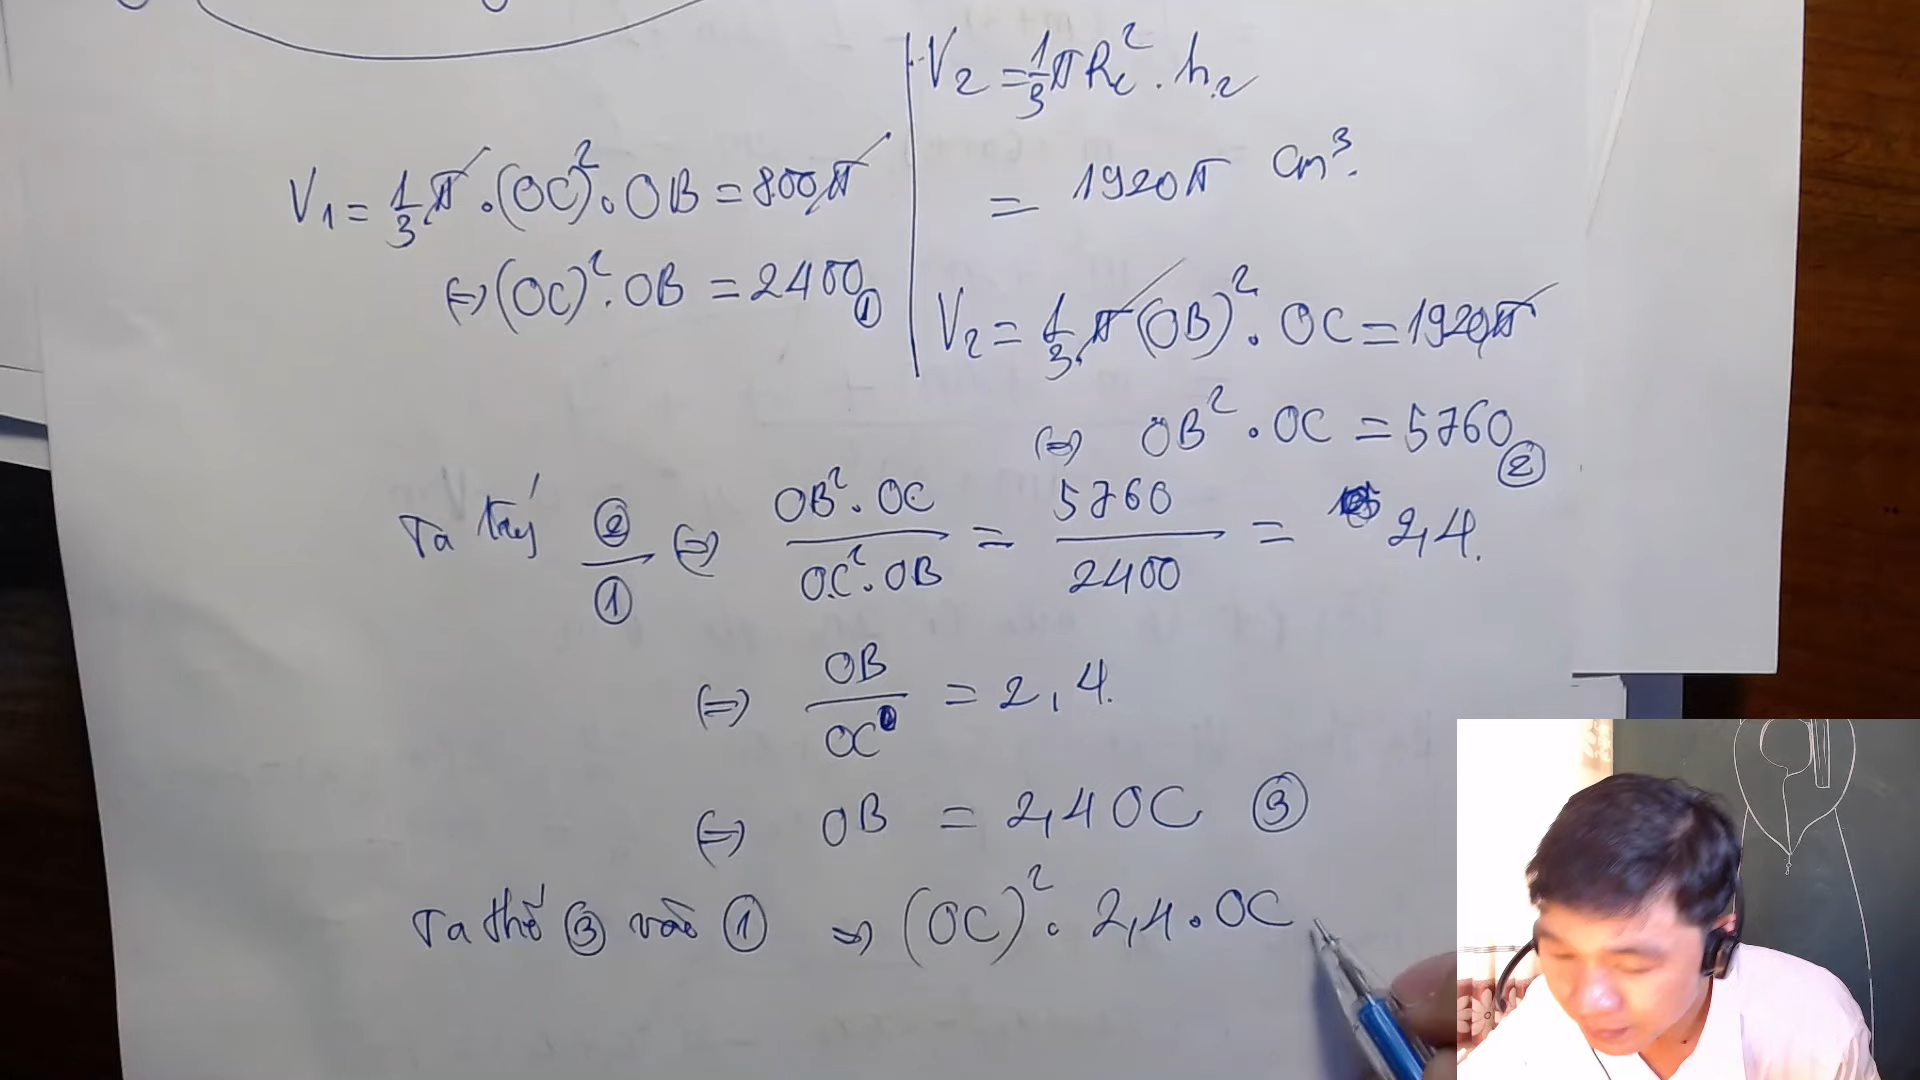 V1 = 1/3 π . (OC)² . OB = 800π
⇔ (OC)² . OB = 2400 ①
V2 = 1/3 π R₂² . h₂
= 1920π cm³.
V2 = 1/3 . π (OB)² . OC = 1920π
⇔ OB² . OC = 5760 ②
Ta lấy ②/① ⇔ OB² . OC / OC² . OB = 5760 / 2400 = 2,4.
⇔ OB / OC = 2,4.
⇔ OB = 2,4 OC ③
Ta thế ③ vào ① ⇒ (OC)² . 2,4 . OC